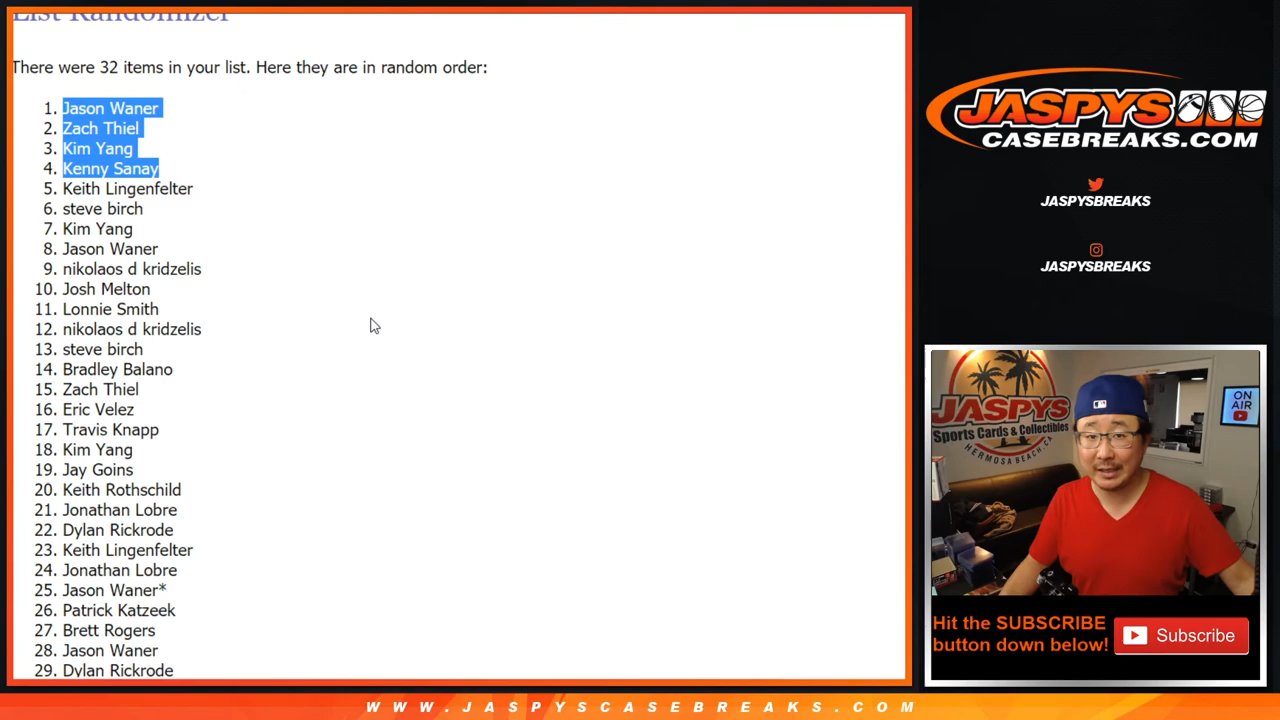 List Randomizer
There were 32 items in your list. Here they are in random order:
1. Jason Waner
2. Zach Thiel
3. Kim Yang
4. Kenny Sanay
5. Keith Lingenfelter
6. steve birch
7. Kim Yang
8. Jason Waner
9. nikolaos d kridzelis
10. Josh Melton
11. Lonnie Smith
12. nikolaos d kridzelis
13. steve birch
14. Bradley Balano
15. Zach Thiel
16. Eric Velez
17. Travis Knapp
18. Kim Yang
19. Jay Goins
20. Keith Rothschild
21. Jonathan Lobre
22. Dylan Rickrode
23. Keith Lingenfelter
24. Jonathan Lobre
25. Jason Waner*
26. Patrick Katzeek
27. Brett Rogers
28. Jason Waner
29. Dylan Rickrode
JASPYS
CASEBREAKS.COM
JASPYSBREAKS
JASPYSBREAKS
JASPYS
Sports Cards & Collectibles
HERMOSA BEACH, CA
ON
AIR
Hit the SUBSCRIBE
button down below!
Subscribe
WWW.JASPYSCASEBREAKS.COM